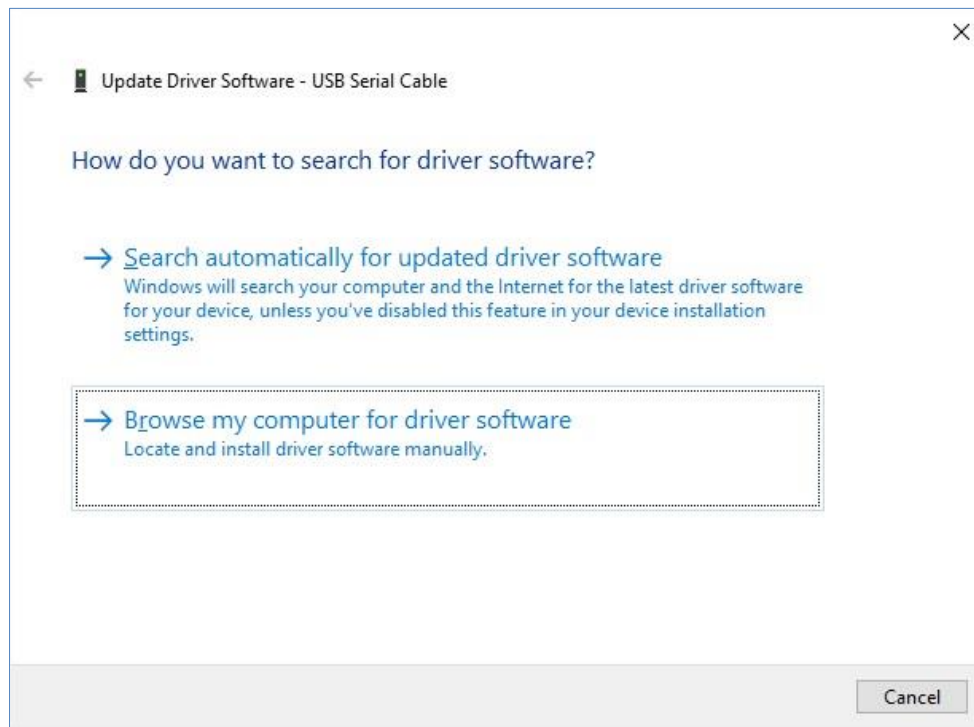 Update Driver Software - USB Serial Cable
How do you want to search for driver software?
Search automatically for updated driver software
Windows will search your computer and the Internet for the latest driver software
for your device, unless you've disabled this feature in your device installation
settings.
Browse my computer for driver software
Locate and install driver software manually.
Cancel